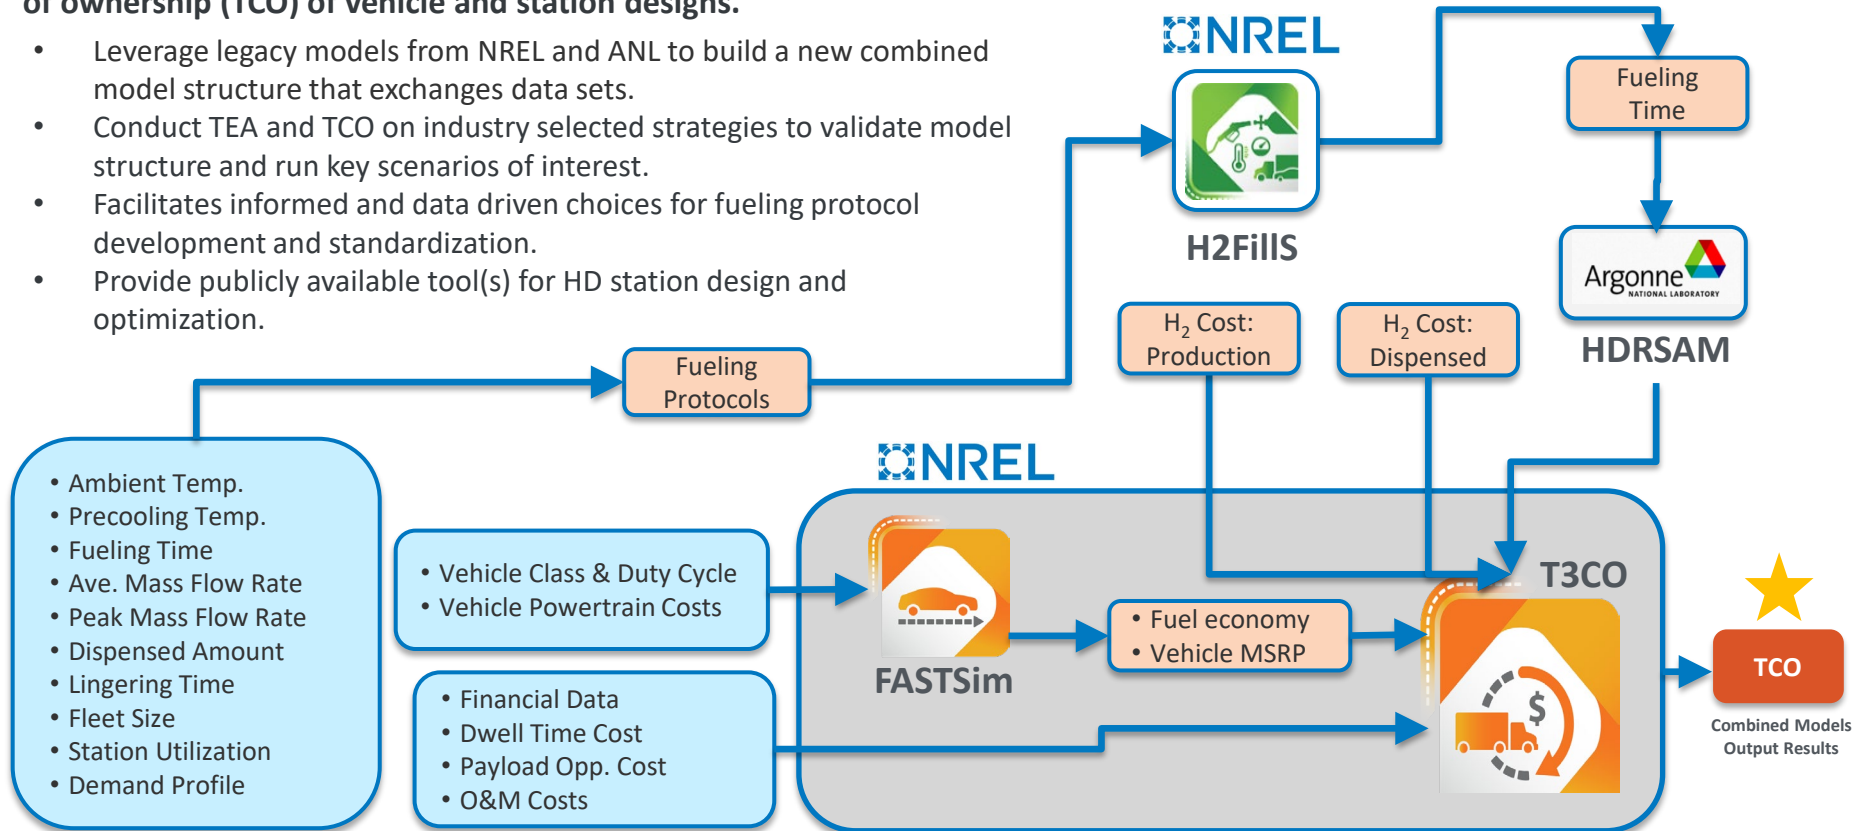 of ownership (TCO) of vehicle and station designs.
• Leverage legacy models from NREL and ANL to build a new combined
model structure that exchanges data sets.
• Conduct TEA and TCO on industry selected strategies to validate model
structure and run key scenarios of interest.
• Facilitates informed and data driven choices for fueling protocol
development and standardization.
• Provide publicly available tool(s) for HD station design and
optimization.
NREL
H2FillS
Fueling
Time
Argonne
NATIONAL LABORATORY
HDRSAM
H₂ Cost:
Production
H₂ Cost:
Dispensed
Fueling
Protocols
• Ambient Temp.
• Precooling Temp.
• Fueling Time
• Ave. Mass Flow Rate
• Peak Mass Flow Rate
• Dispensed Amount
• Lingering Time
• Fleet Size
• Station Utilization
• Demand Profile
• Vehicle Class & Duty Cycle
• Vehicle Powertrain Costs
• Financial Data
• Dwell Time Cost
• Payload Opp. Cost
• O&M Costs
NREL
FASTSim
• Fuel economy
• Vehicle MSRP
T3CO
$
TCO
Combined Models
Output Results